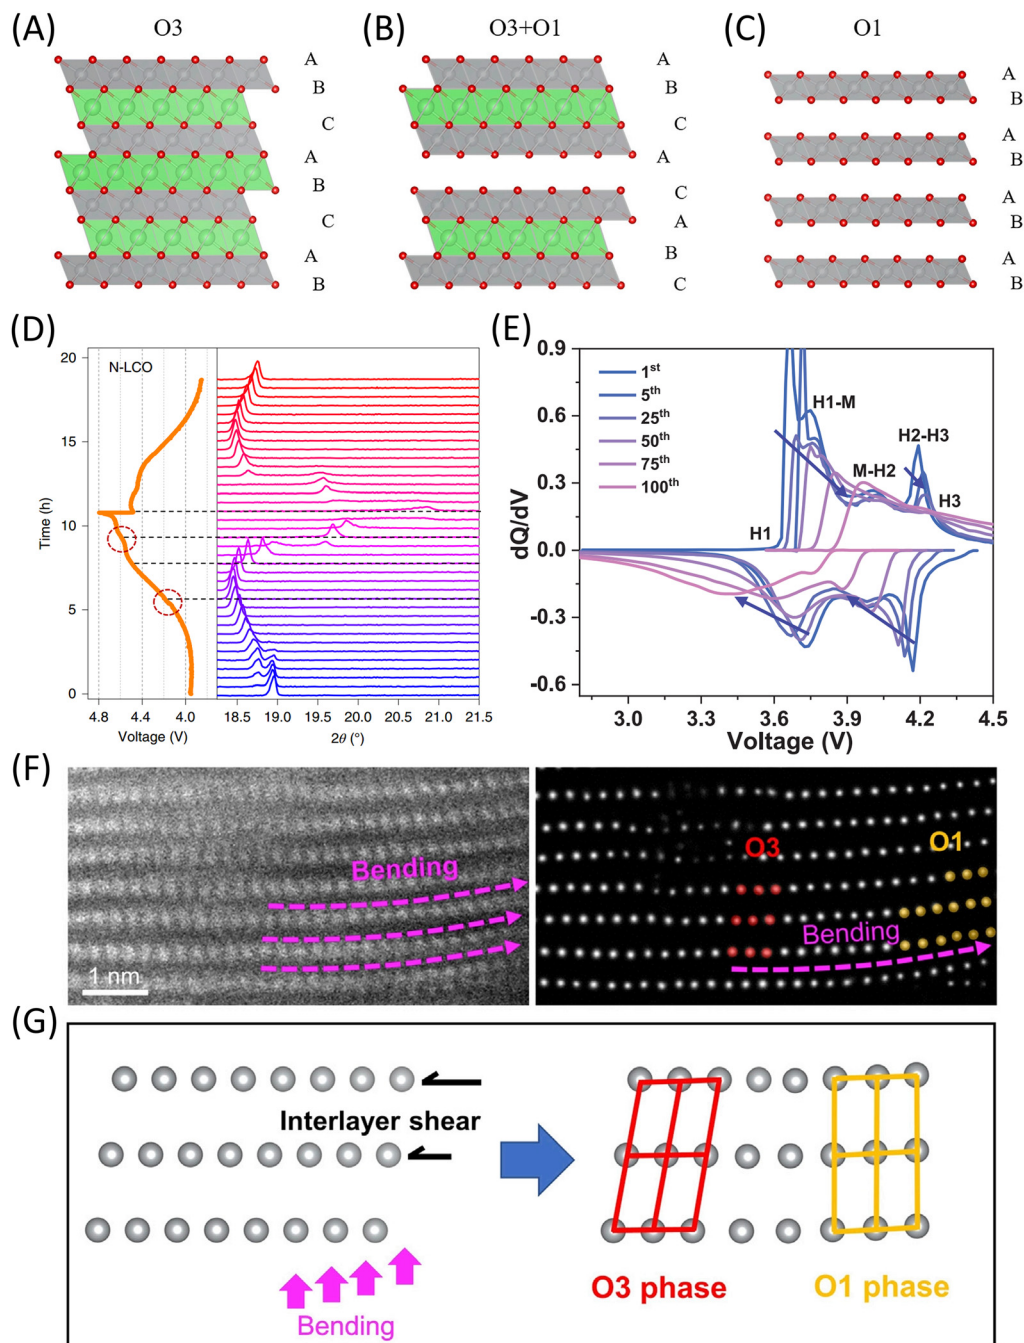 (A) O3
A
B
C
A
B
C
A
B
(B) O3+O1
A
B
C
A
C
A
B
C
(C) O1
A
B
A
B
A
B
A
B
(D)
N-LCO
20
15
10
5
0
Time (h)
4.8 4.4 4.0
Voltage (V)
18.5 19.0 19.5 20.0 20.5 21.0 21.5
2θ (°)
(E)
0.9
0.6
0.3
0.0
-0.3
-0.6
dQ/dV
1st
5th
25th
50th
75th
100th
H1-M
H2-H3
M-H2
H3
H1
3.0 3.3 3.6 3.9 4.2 4.5
Voltage (V)
(F)
Bending
1 nm
O3
O1
Bending
(G)
Interlayer shear
Bending
O3 phase
O1 phase